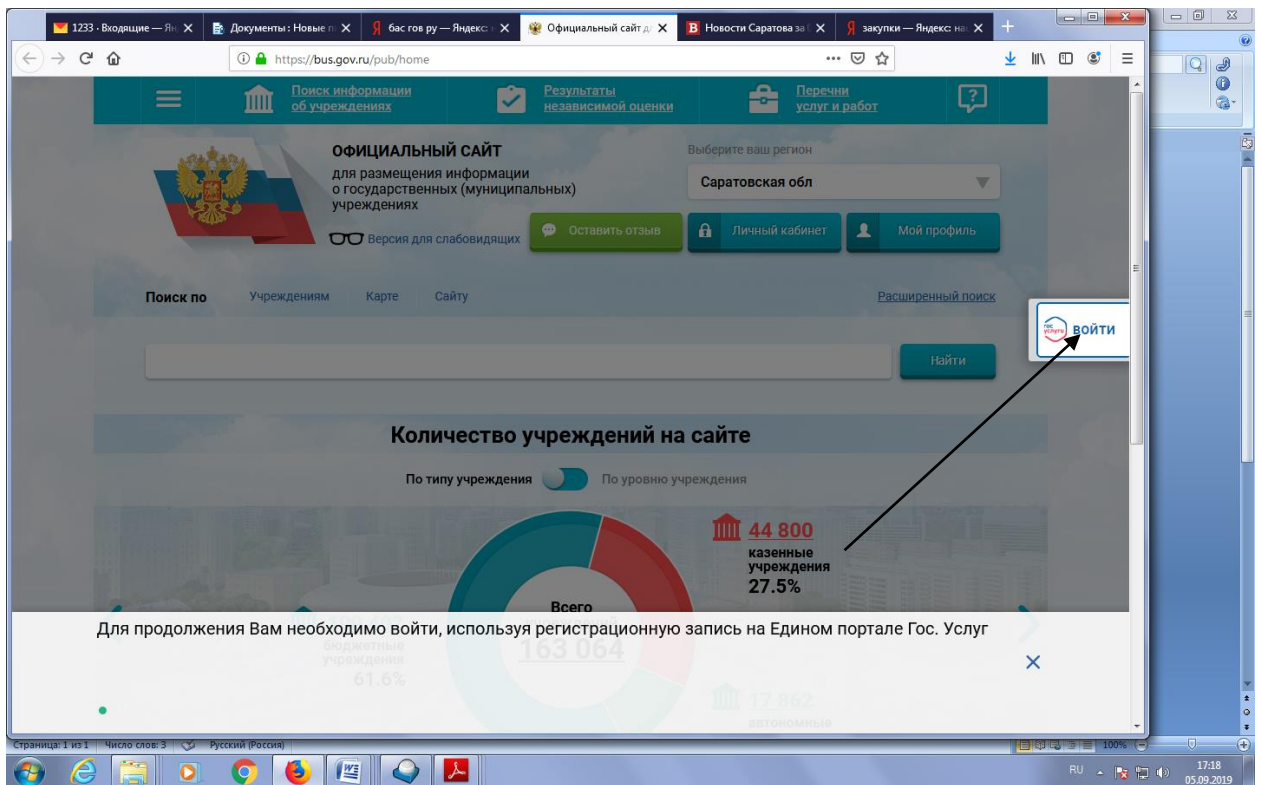 1233 · Входящие — Ян
Документы : Новые п
бас гов ру — Яндекс:
Официальный сайт д
Новости Саратова за
закупки — Яндекс: на
https://bus.gov.ru/pub/home
Поиск информации
об учреждениях
Результаты
независимой оценки
Перечни
услуг и работ
ОФИЦИАЛЬНЫЙ САЙТ
для размещения информации
о государственных (муниципальных)
учреждениях
Версия для слабовидящих
Выберите ваш регион
Саратовская обл
Оставить отзыв
Личный кабинет
Мой профиль
Поиск по
Учреждениям
Карте
Сайту
Расширенный поиск
гос
услуги
войти
Найти
Количество учреждений на сайте
По типу учреждения
По уровню учреждения
44 800
казенные
учреждения
27.5%
Всего
Для продолжения Вам необходимо войти, используя регистрационную запись на Едином портале Гос. Услуг
163 064
бюджетные
учреждения
61.6%
17 862
автономные
Страница: 1 из 1
Число слов: 3
Русский (Россия)
100%
RU
17:18
05.09.2019